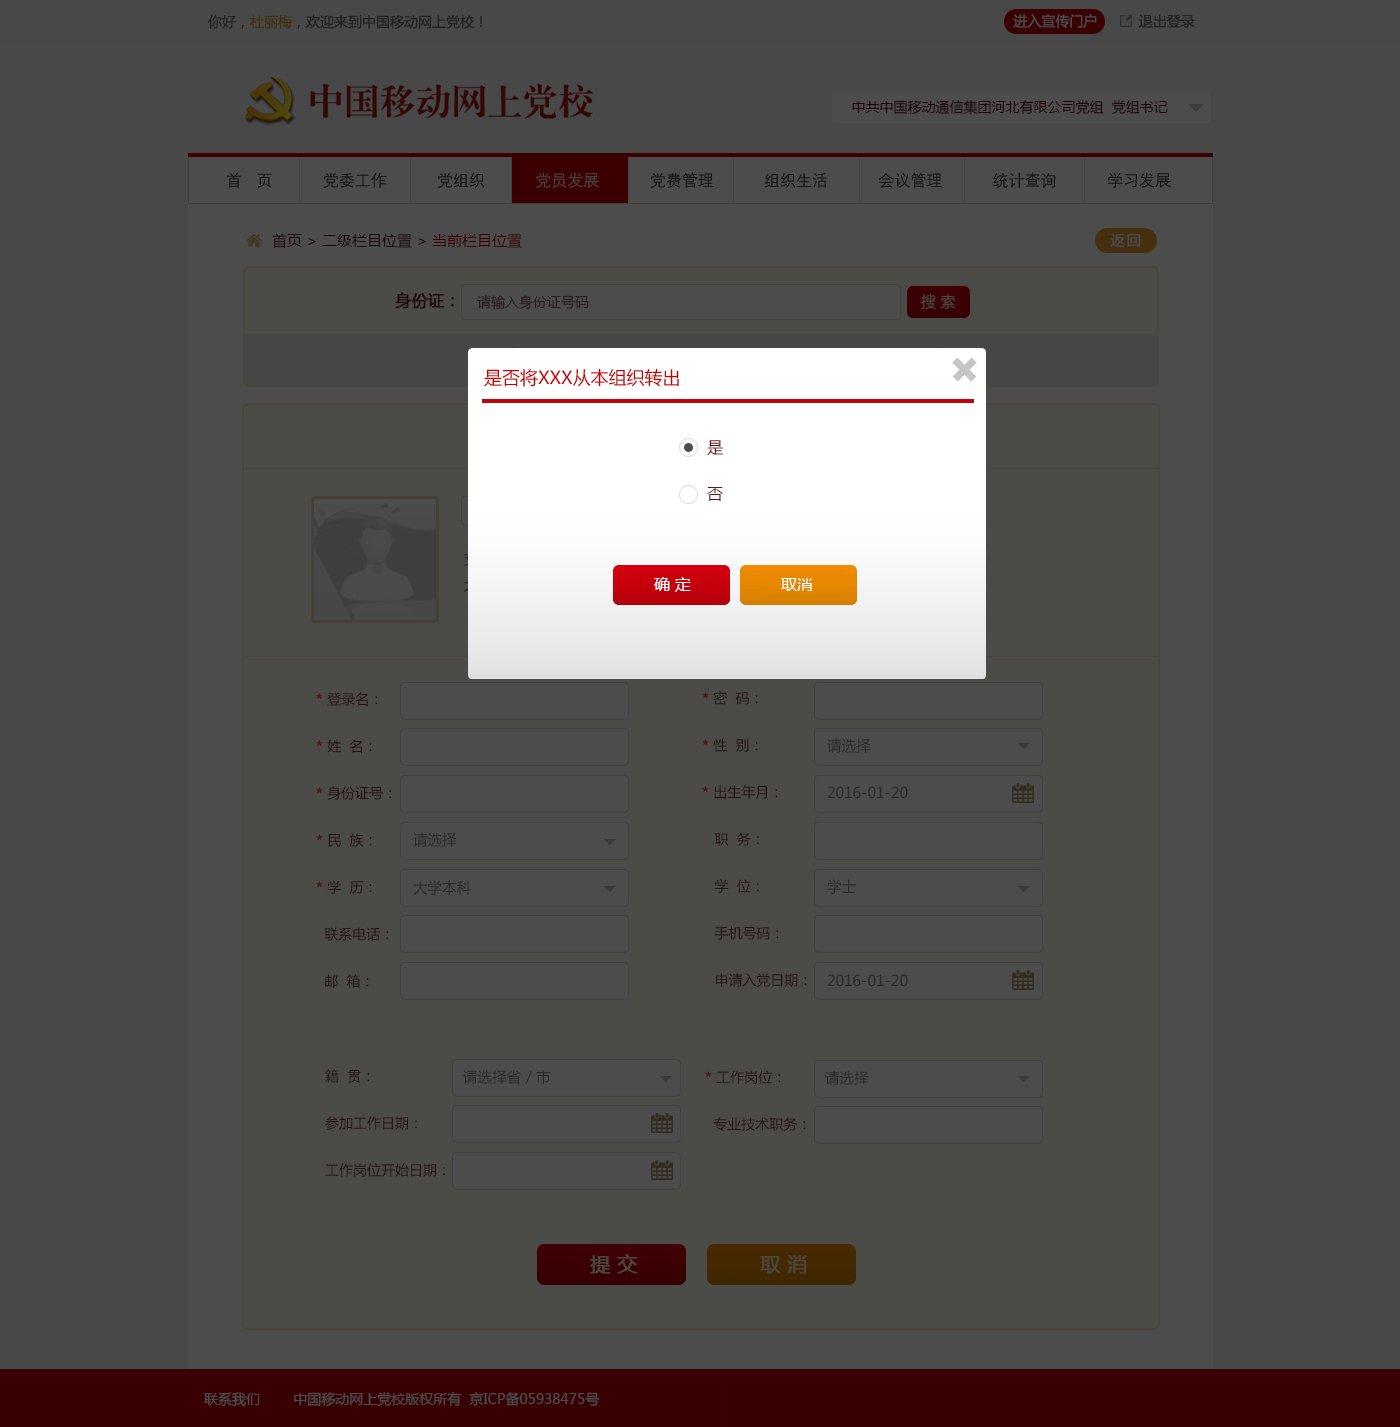 你好，杜丽梅，欢迎来到中国移动网上党校！
进入宣传门户 退出登录
中国移动网上党校
中共中国移动通信集团河北有限公司党组 党组书记
首 页 党委工作 党组织 党员发展 党费管理 组织生活 会议管理 统计查询 学习发展
首页 > 二级栏目位置 > 当前栏目位置
返回
身份证： 请输入身份证号码 搜 索
是否将XXX从本组织转出
是
否
确 定 取消
* 登录名： * 密 码：
* 姓 名： * 性 别： 请选择
* 身份证号： * 出生年月： 2016-01-20
* 民 族： 请选择 职 务：
* 学 历： 大学本科 学 位： 学士
联系电话： 手机号码：
邮 箱： 申请入党日期： 2016-01-20
籍 贯： 请选择省 / 市 * 工作岗位： 请选择
参加工作日期： 专业技术职务：
工作岗位开始日期：
提 交 取 消
联系我们 中国移动网上党校版权所有 京ICP备05938475号